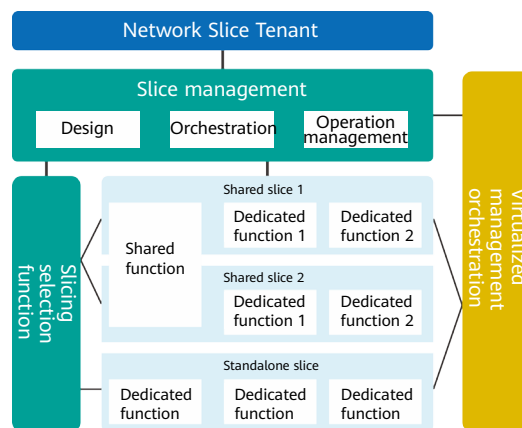 Network Slice Tenant
Slice management
Design
Orchestration
Operation
management
Slicing
selection
function
Shared slice 1
Shared
function
Dedicated
function 1
Dedicated
function 2
Shared slice 2
Dedicated
function 1
Dedicated
function 2
Standalone slice
Dedicated
function
Dedicated
function
Dedicated
function
Virtualized
management
orchestration